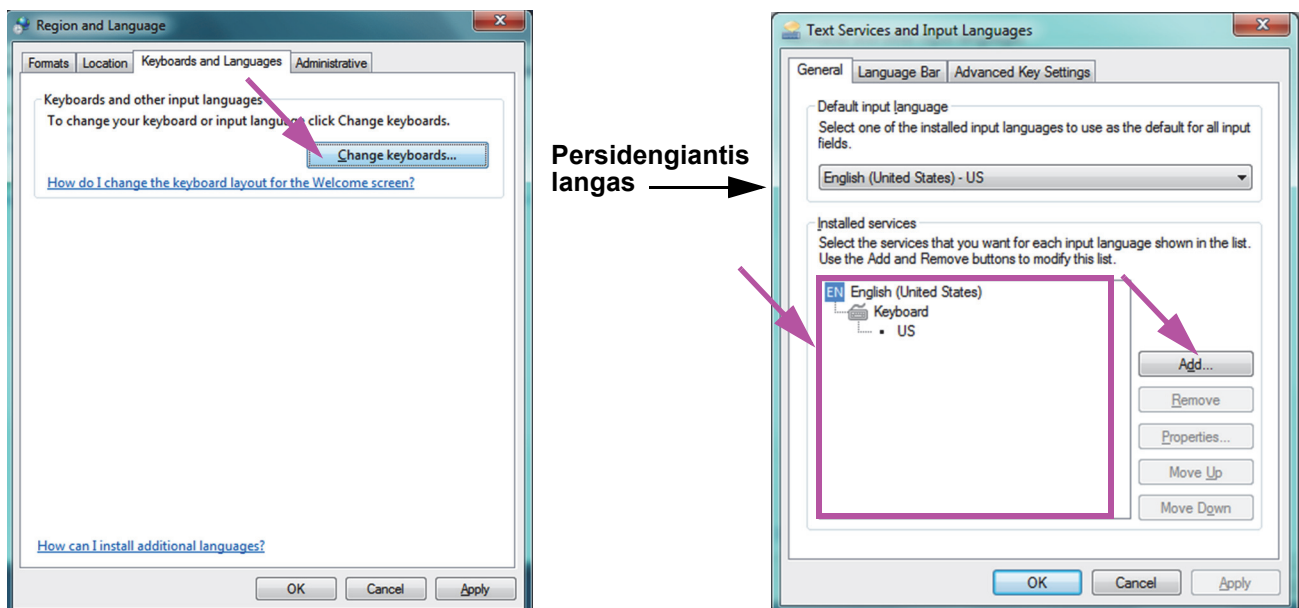 Region and Language
Formats Location Keyboards and Languages Administrative
Keyboards and other input languages
To change your keyboard or input language click Change keyboards.
Change keyboards...
How do I change the keyboard layout for the Welcome screen?
How can I install additional languages?
OK Cancel Apply
Persidengiantis
langas
Text Services and Input Languages
General Language Bar Advanced Key Settings
Default input language
Select one of the installed input languages to use as the default for all input
fields.
English (United States) - US
Installed services
Select the services that you want for each input language shown in the list.
Use the Add and Remove buttons to modify this list.
EN English (United States)
Keyboard
US
Add...
Remove
Properties...
Move Up
Move Down
OK Cancel Apply